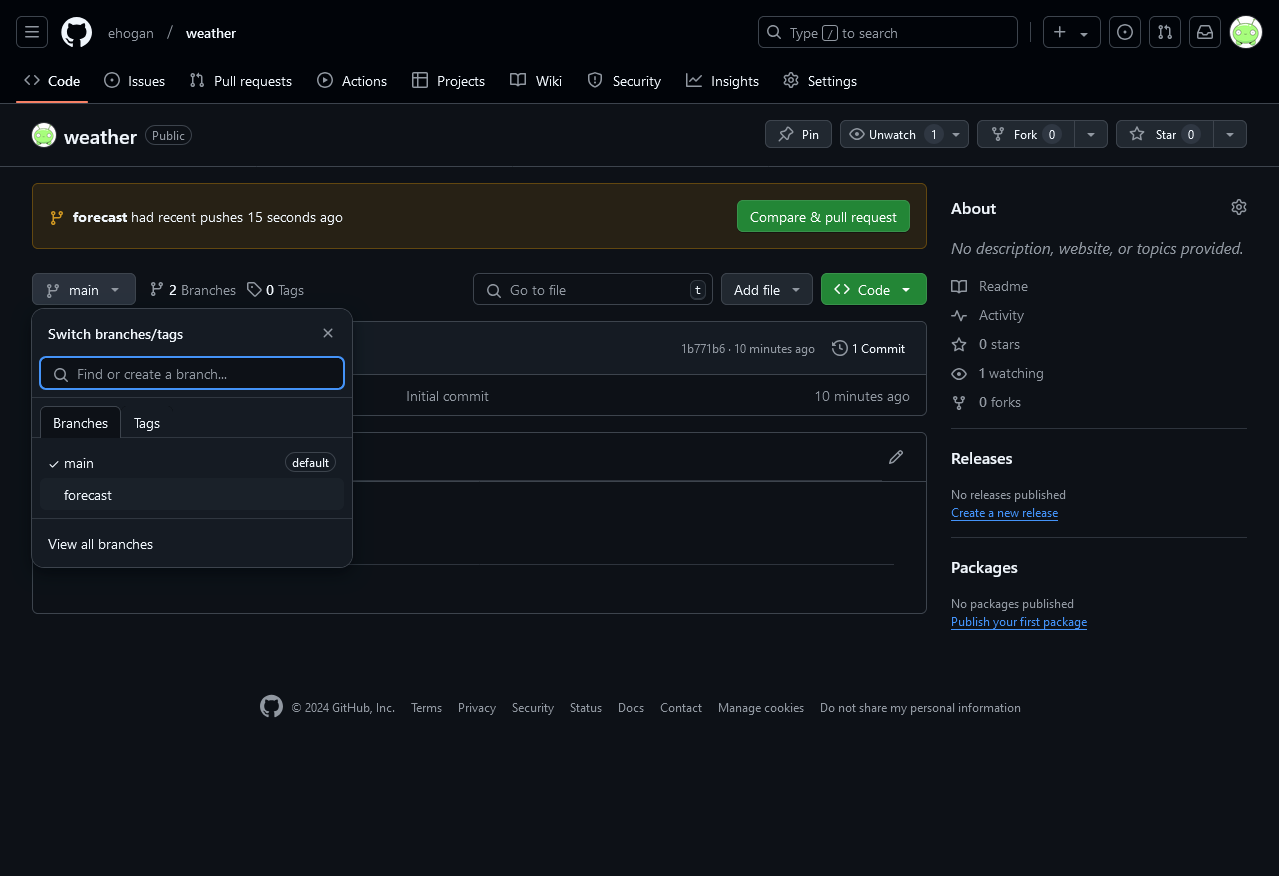 ehogan / weather
Type / to search
Code Issues Pull requests Actions Projects Wiki Security Insights Settings
weather Public
Pin Unwatch 1 Fork 0 Star 0
forecast had recent pushes 15 seconds ago
Compare & pull request
main 2 Branches 0 Tags
Go to file t Add file Code
Switch branches/tags
Find or create a branch...
Branches Tags
main default
forecast
View all branches
1b771b6 · 10 minutes ago 1 Commit
Initial commit 10 minutes ago
About
No description, website, or topics provided.
Readme
Activity
0 stars
1 watching
0 forks
Releases
No releases published
Create a new release
Packages
No packages published
Publish your first package
© 2024 GitHub, Inc. Terms Privacy Security Status Docs Contact Manage cookies Do not share my personal information